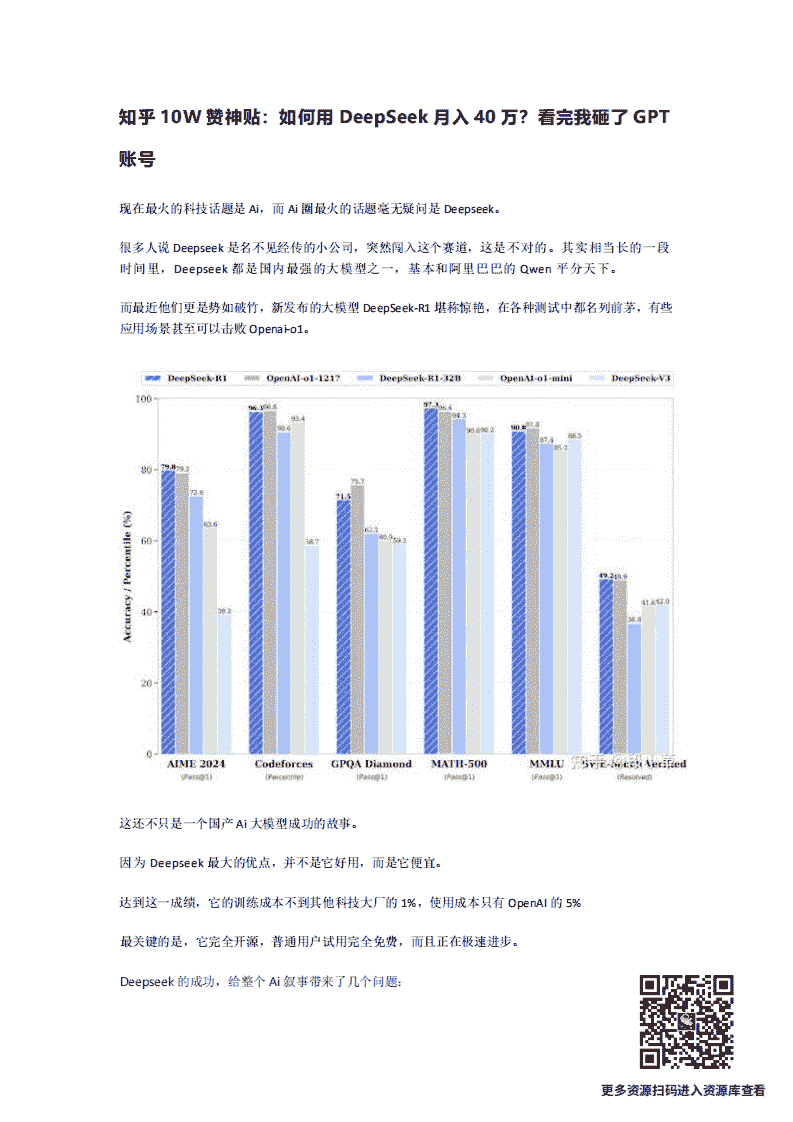 知乎 10W 赞神贴：如何用 DeepSeek 月入 40 万？看完我砸了 GPT
账号
现在最火的科技话题是 Ai，而 Ai 圈最火的话题毫无疑问是 Deepseek。
很多人说 Deepseek 是名不见经传的小公司，突然闯入这个赛道，这是不对的。其实相当长的一段
时间里，Deepseek 都是国内最强的大模型之一，基本和阿里巴巴的 Qwen 平分天下。
而最近他们更是势如破竹，新发布的大模型 DeepSeek-R1 堪称惊艳，在各种测试中都名列前茅，有些
应用场景甚至可以击败 Openai-o1。
DeepSeek-R1 OpenAI-o1-1217 DeepSeek-R1-32B OpenAI-o1-mini DeepSeek-V3
Accuracy / Percentile (%)
100
80
60
40
20
0
79.8 79.2 72.6 63.6 39.2
96.3 96.6 90.6 93.4 58.7
71.5 75.7 62.1 60.0 59.1
97.3 96.4 94.3 90.0 90.2
90.8 91.8 87.4 85.2 88.5
49.2 48.9 36.8 41.6 42.0
AIME 2024 Codeforces GPQA Diamond MATH-500 MMLU SWE-bench Verified
(Pass@1) (Percentile) (Pass@1) (Pass@1) (Pass@1) (Resolved)
知乎
这还不只是一个国产 Ai 大模型成功的故事。
因为 Deepseek 最大的优点，并不是它好用，而是它便宜。
达到这一成绩，它的训练成本不到其他科技大厂的 1%，使用成本只有 OpenAI 的 5%
最关键的是，它完全开源，普通用户试用完全免费，而且正在极速进步。
Deepseek 的成功，给整个 Ai 叙事带来了几个问题：
更多资源扫码进入资源库查看